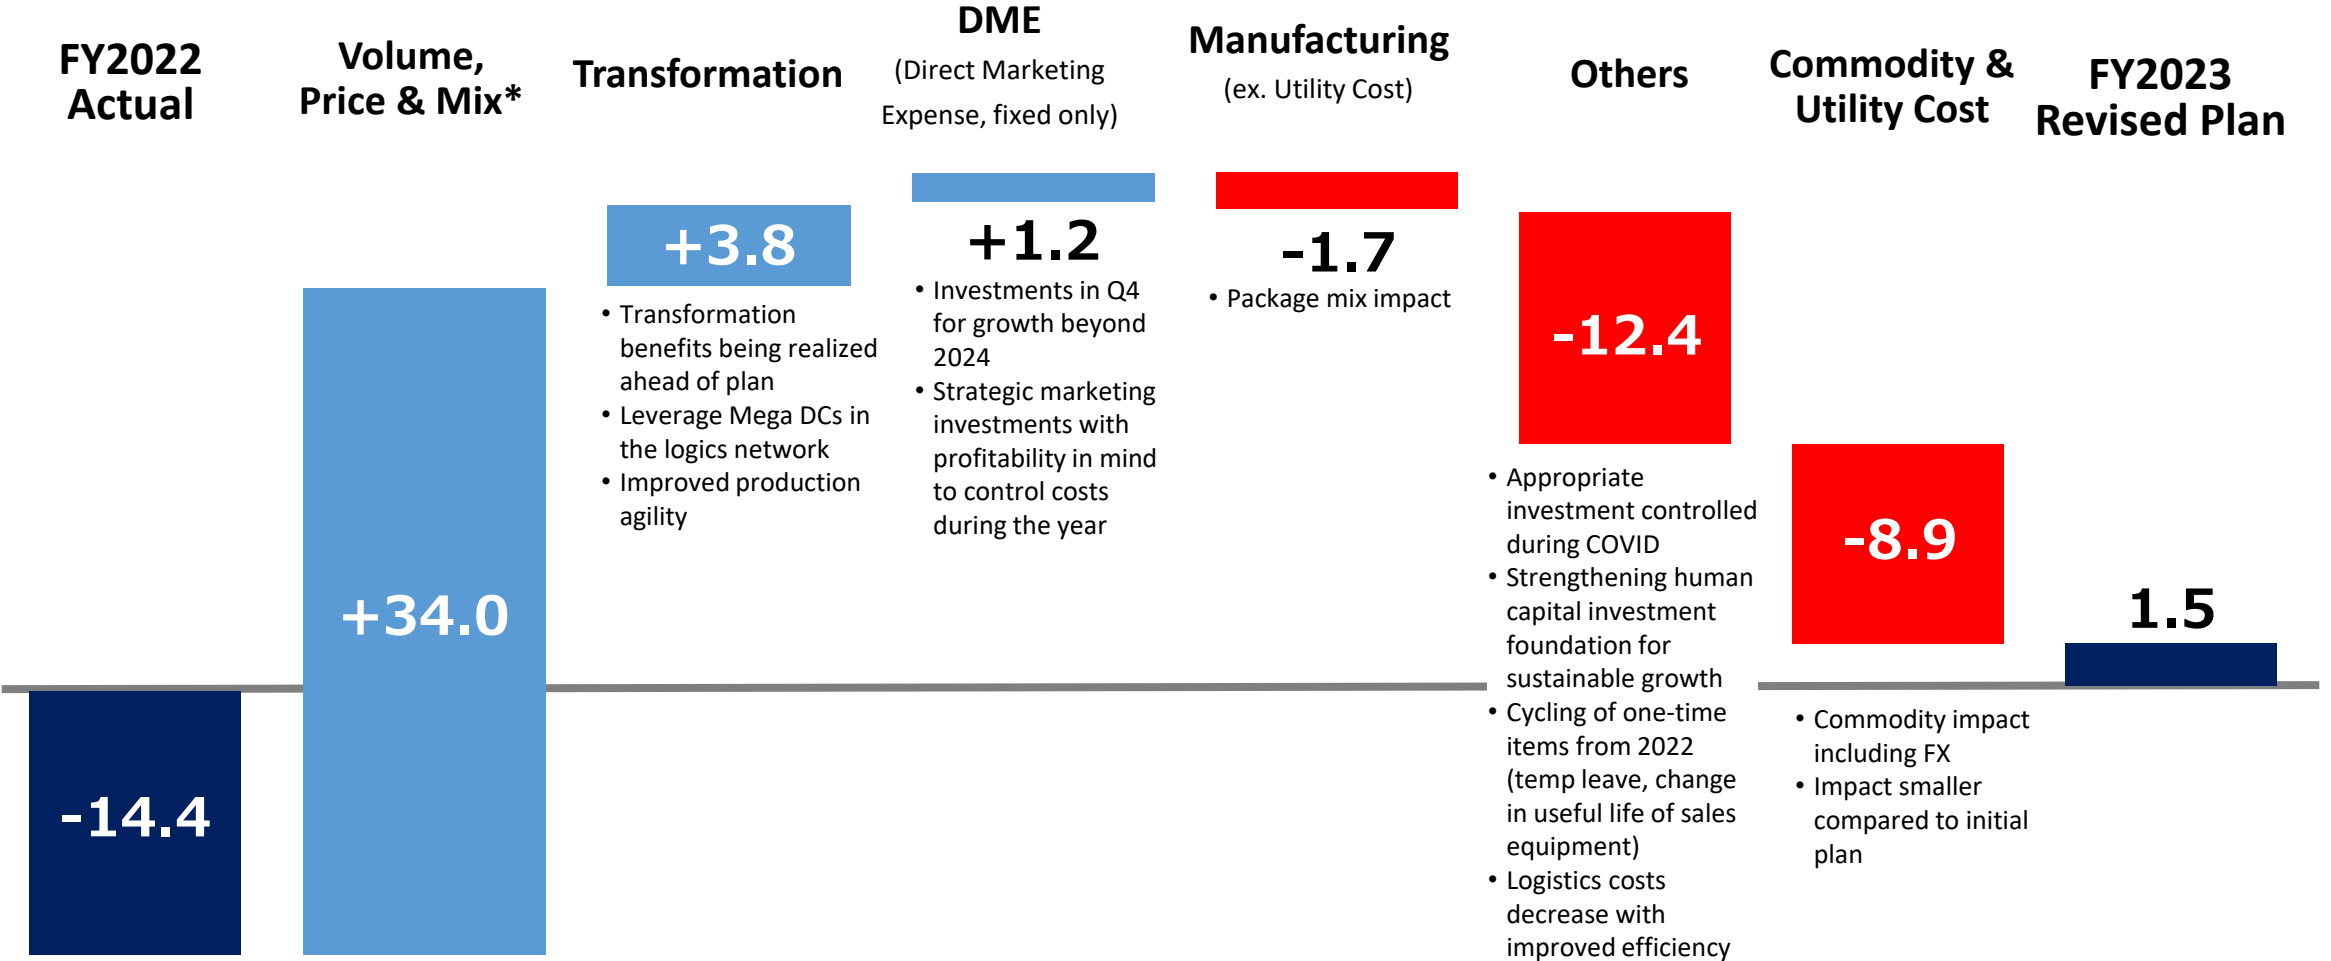 FY2022
Actual
Volume,
Price & Mix*
Transformation
DME
(Direct Marketing
Expense, fixed only)
Manufacturing
(ex. Utility Cost)
Others
Commodity &
Utility Cost
FY2023
Revised Plan
-14.4
+34.0
+3.8
• Transformation
benefits being realized
ahead of plan
• Leverage Mega DCs in
the logics network
• Improved production
agility
+1.2
• Investments in Q4
for growth beyond
2024
• Strategic marketing
investments with
profitability in mind
to control costs
during the year
-1.7
• Package mix impact
-12.4
• Appropriate
investment controlled
during COVID
• Strengthening human
capital investment
foundation for
sustainable growth
• Cycling of one-time
items from 2022
(temp leave, change
in useful life of sales
equipment)
• Logistics costs
decrease with
improved efficiency
-8.9
• Commodity impact
including FX
• Impact smaller
compared to initial
plan
1.5